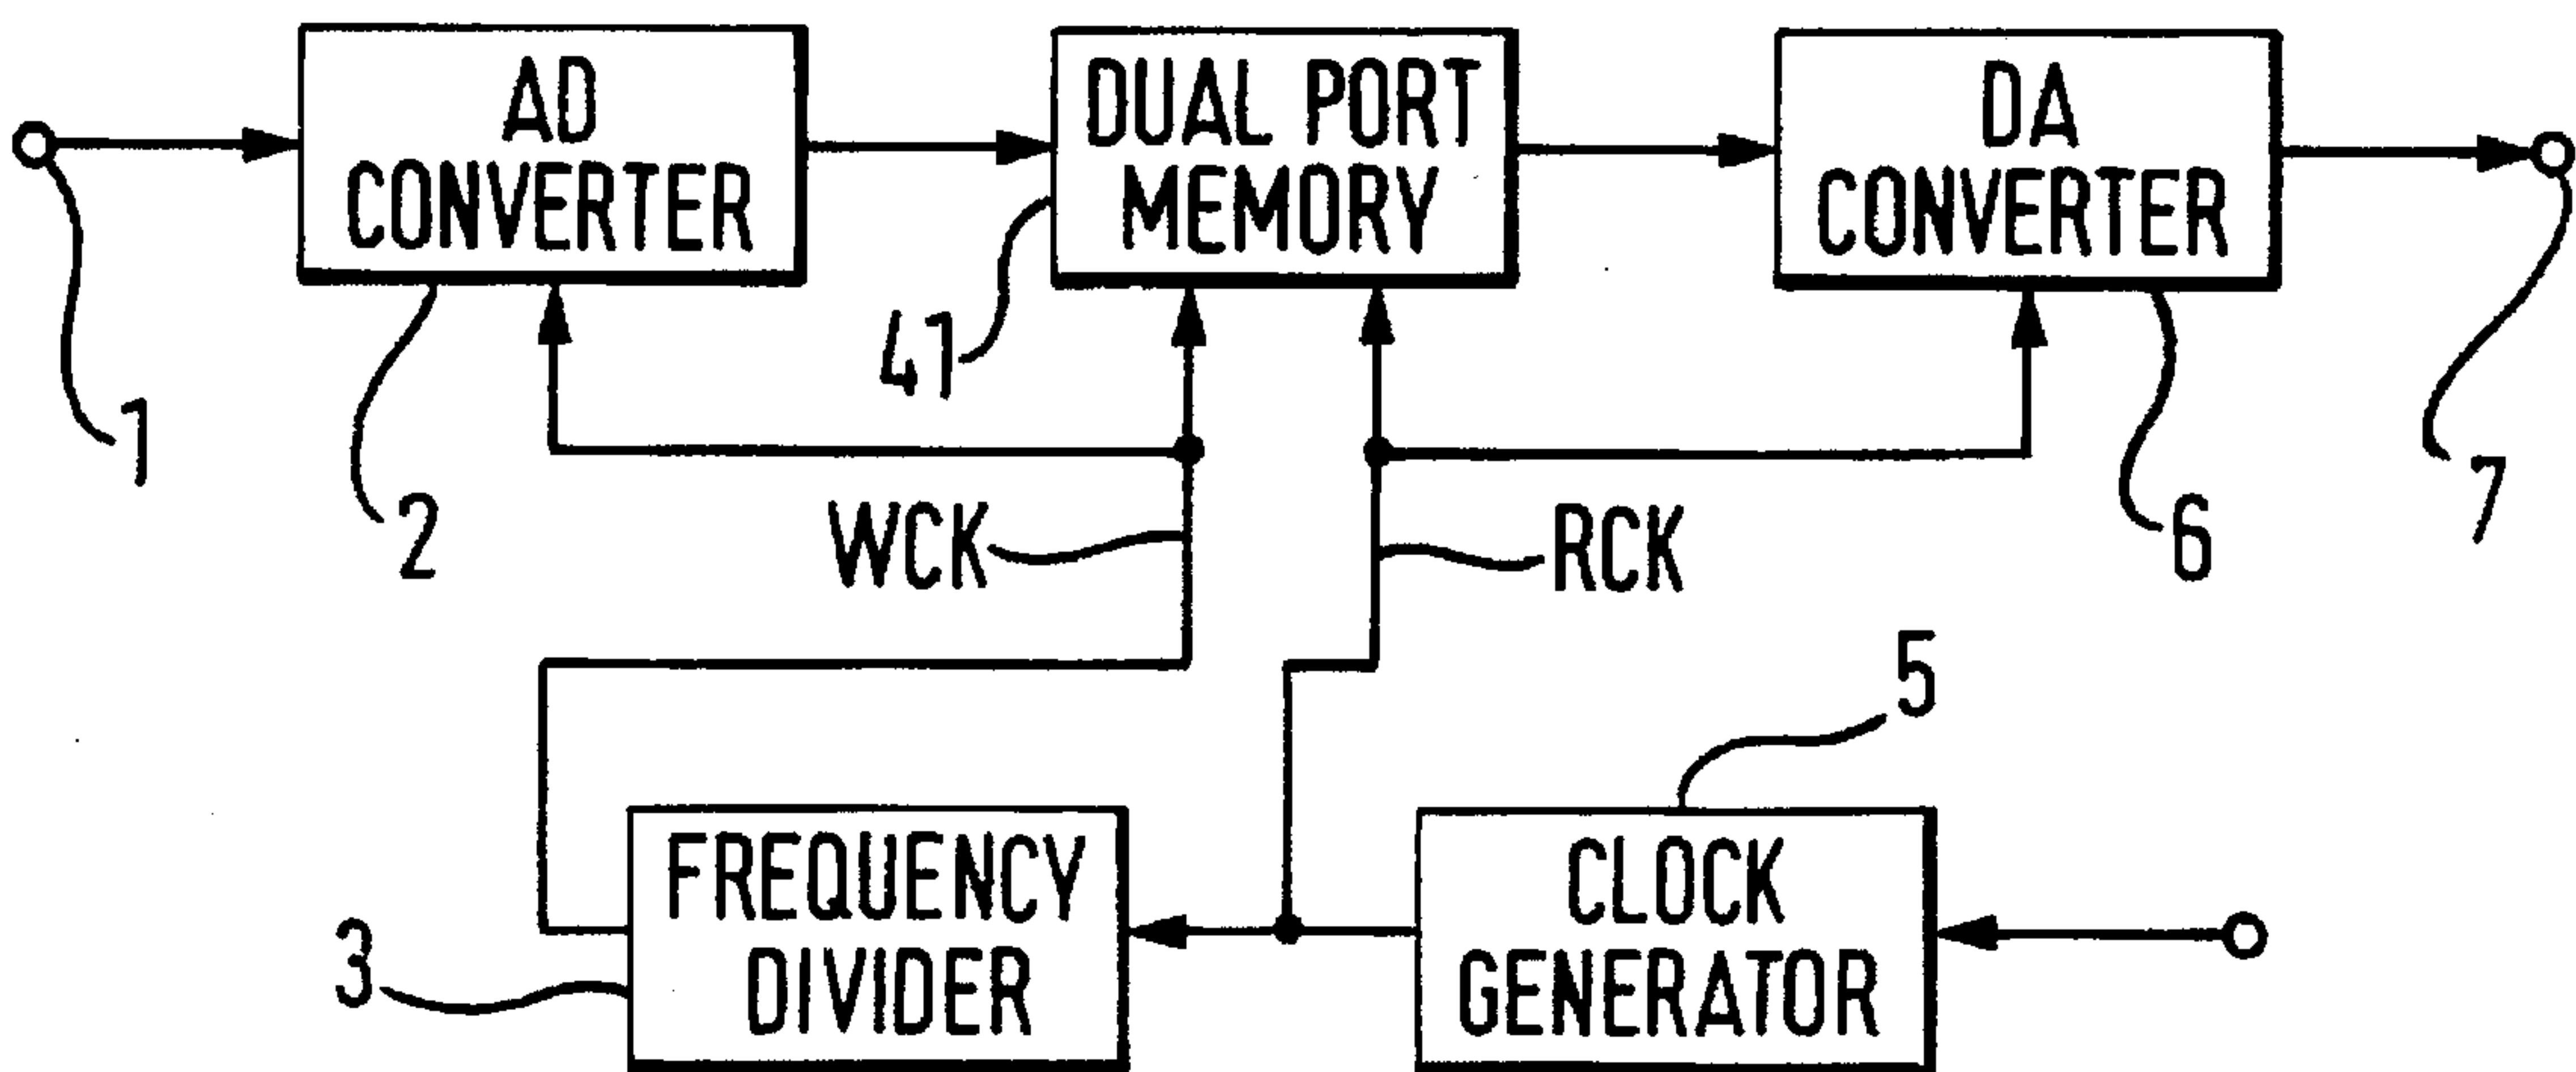 AD
CONVERTER
DUAL PORT
MEMORY
DA
CONVERTER
1
2
41
6
7
WCK
RCK
5
3
FREQUENCY
DIVIDER
CLOCK
GENERATOR